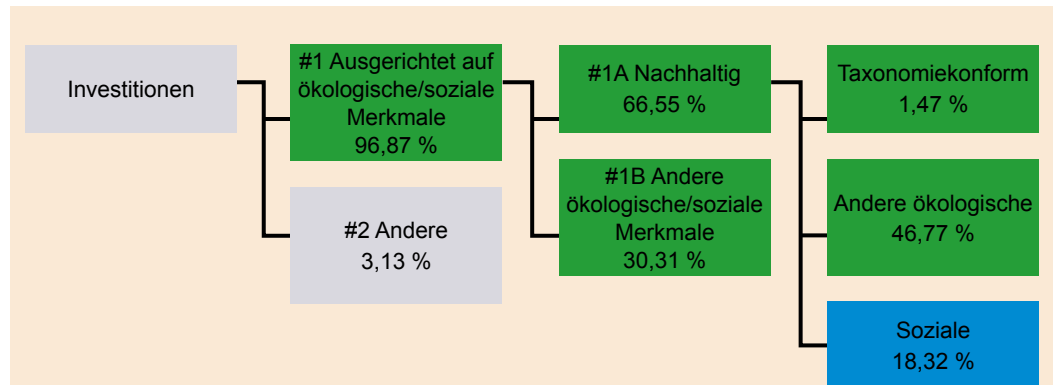 Investitionen
#1 Ausgerichtet auf
ökologische/soziale
Merkmale
96,87 %
#2 Andere
3,13 %
#1A Nachhaltig
66,55 %
#1B Andere
ökologische/soziale
Merkmale
30,31 %
Taxonomiekonform
1,47 %
Andere ökologische
46,77 %
Soziale
18,32 %